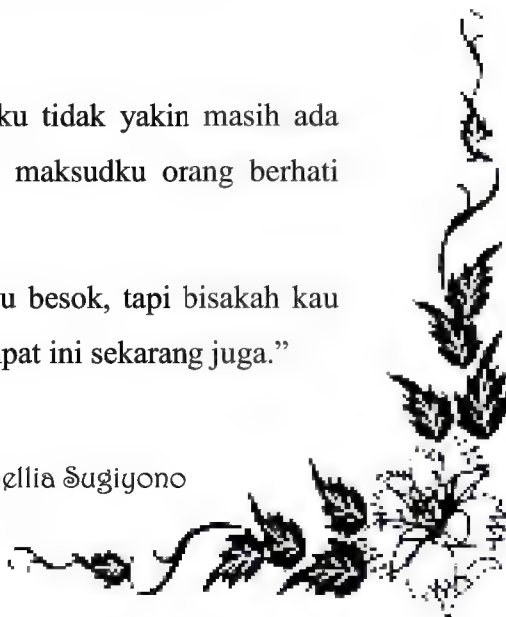 ku tidak yakin masih ada
maksudku orang berhati
u besok, tapi bisakah kau
pat ini sekarang juga.”
ellia Sugiyono